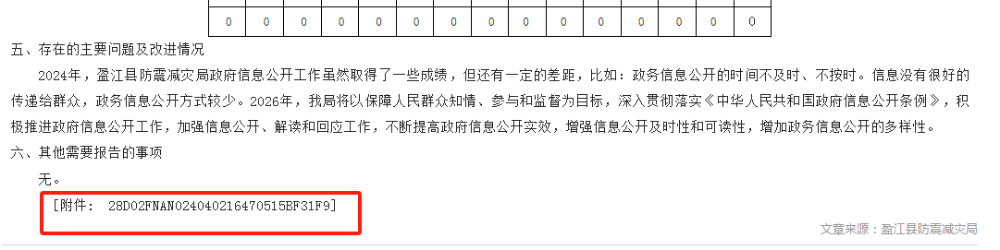 0 0 0 0 0 0 0 0 0 0 0 0 0 0 0
五、存在的主要问题及改进情况
2024年，盈江县防震减灾局政府信息公开工作虽然取得了一些成绩，但还有一定的差距，比如：政务信息公开的时间不及时、不按时。信息没有很好的
传递给群众，政务信息公开方式较少。2026年，我局将以保障人民群众知情、参与和监督为目标，深入贯彻落实《中华人民共和国政府信息公开条例》，积
极推进政府信息公开工作，加强信息公开、解读和回应工作，不断提高政府信息公开实效，增强信息公开及时性和可读性，增加政务信息公开的多样性。
六、其他需要报告的事项
无。
[附件: 28D02FNAN024040216470515BF31F9]
文章来源：盈江县防震减灾局